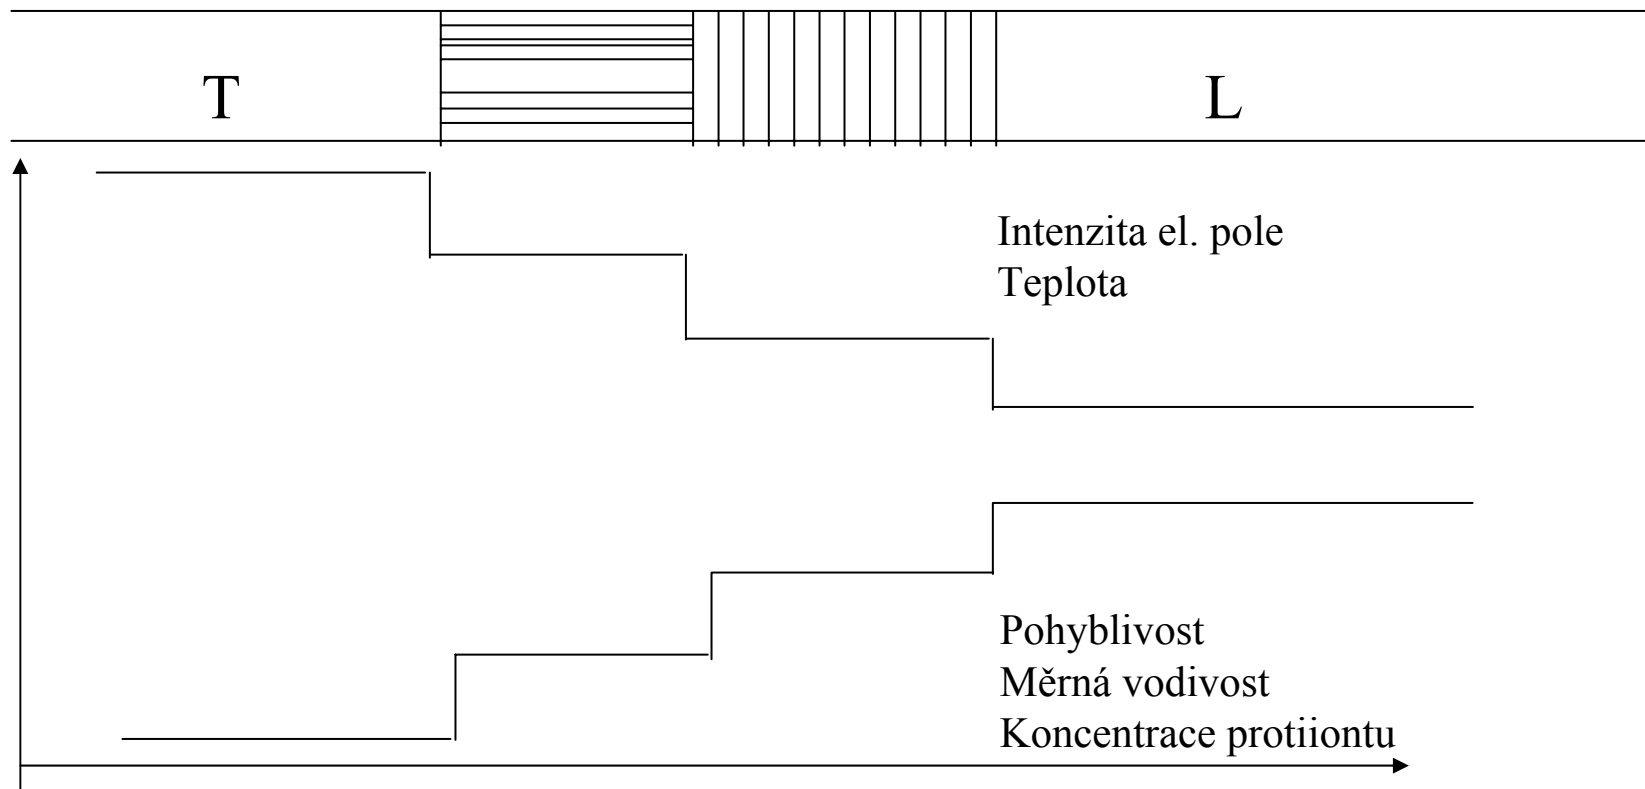 T
L
Intenzita el. pole
Teplota
Pohyblivost
Měrná vodivost
Koncentrace protiiontu